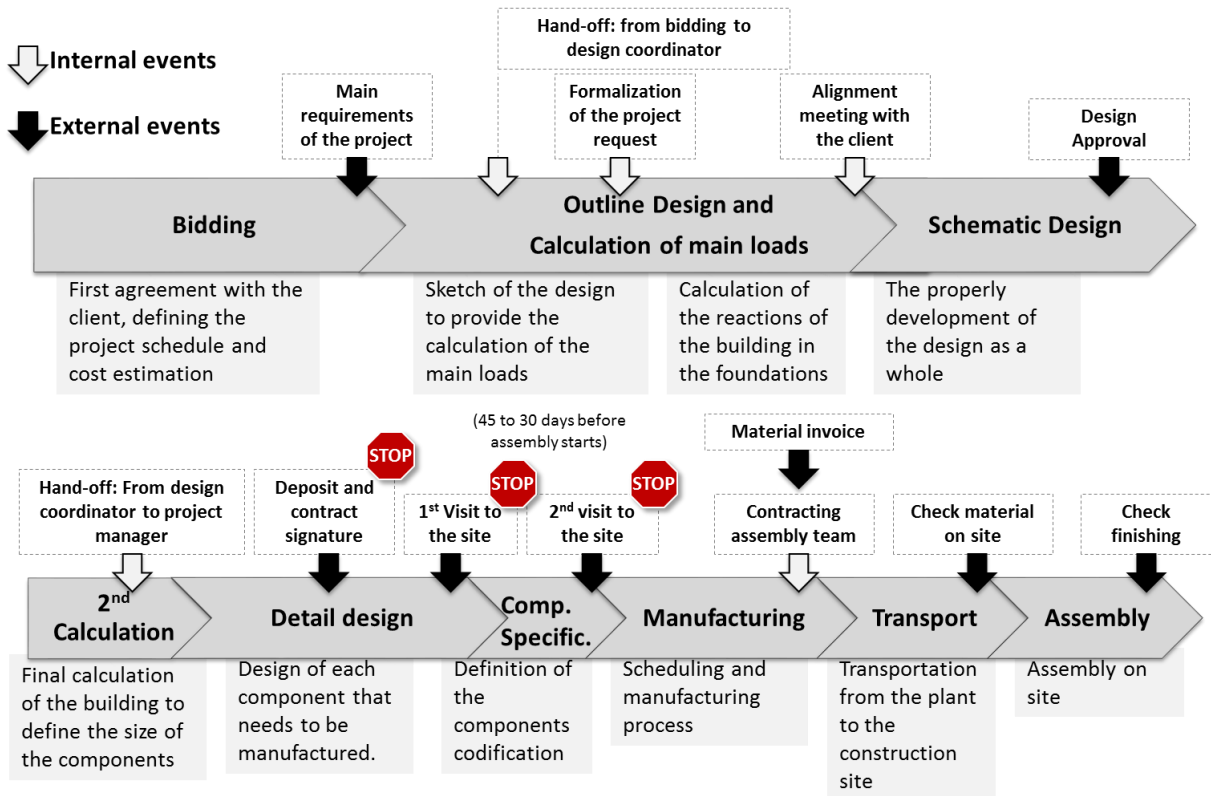 Internal events
External events
Main
requirements
of the project
Hand-off: from bidding to
design coordinator
Formalization
of the project
request
Alignment
meeting with
the client
Design
Approval
Bidding
Outline Design and
Calculation of main loads
Schematic Design
First agreement with the
client, defining the
project schedule and
cost estimation
Sketch of the design
to provide the
calculation of the
main loads
Calculation of
the reactions of
the building in
the foundations
The properly
development of
the design as a
whole
(45 to 30 days before
assembly starts)
STOP
STOP
STOP
Material invoice
Hand-off: From design
coordinator to project
manager
Deposit and
contract
signature
1st Visit to
the site
2nd visit to
the site
Contracting
assembly team
Check material
on site
Check
finishing
2nd
Calculation
Detail design
Comp.
Specific.
Manufacturing
Transport
Assembly
Final calculation
of the building to
define the size of
the components
Design of each
component that
needs to be
manufactured.
Definition of
the
components
codification
Scheduling and
manufacturing
process
Transportation
from the plant
to the
construction
site
Assembly on
site